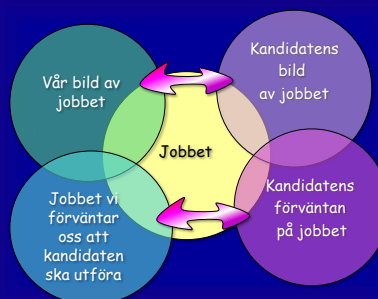 Vår bild av
jobbet
Kandidatens
bild
av jobbet
Jobbet
Jobbet vi
förväntar
oss att
kandidaten
ska utföra
Kandidatens
förväntan
på jobbet